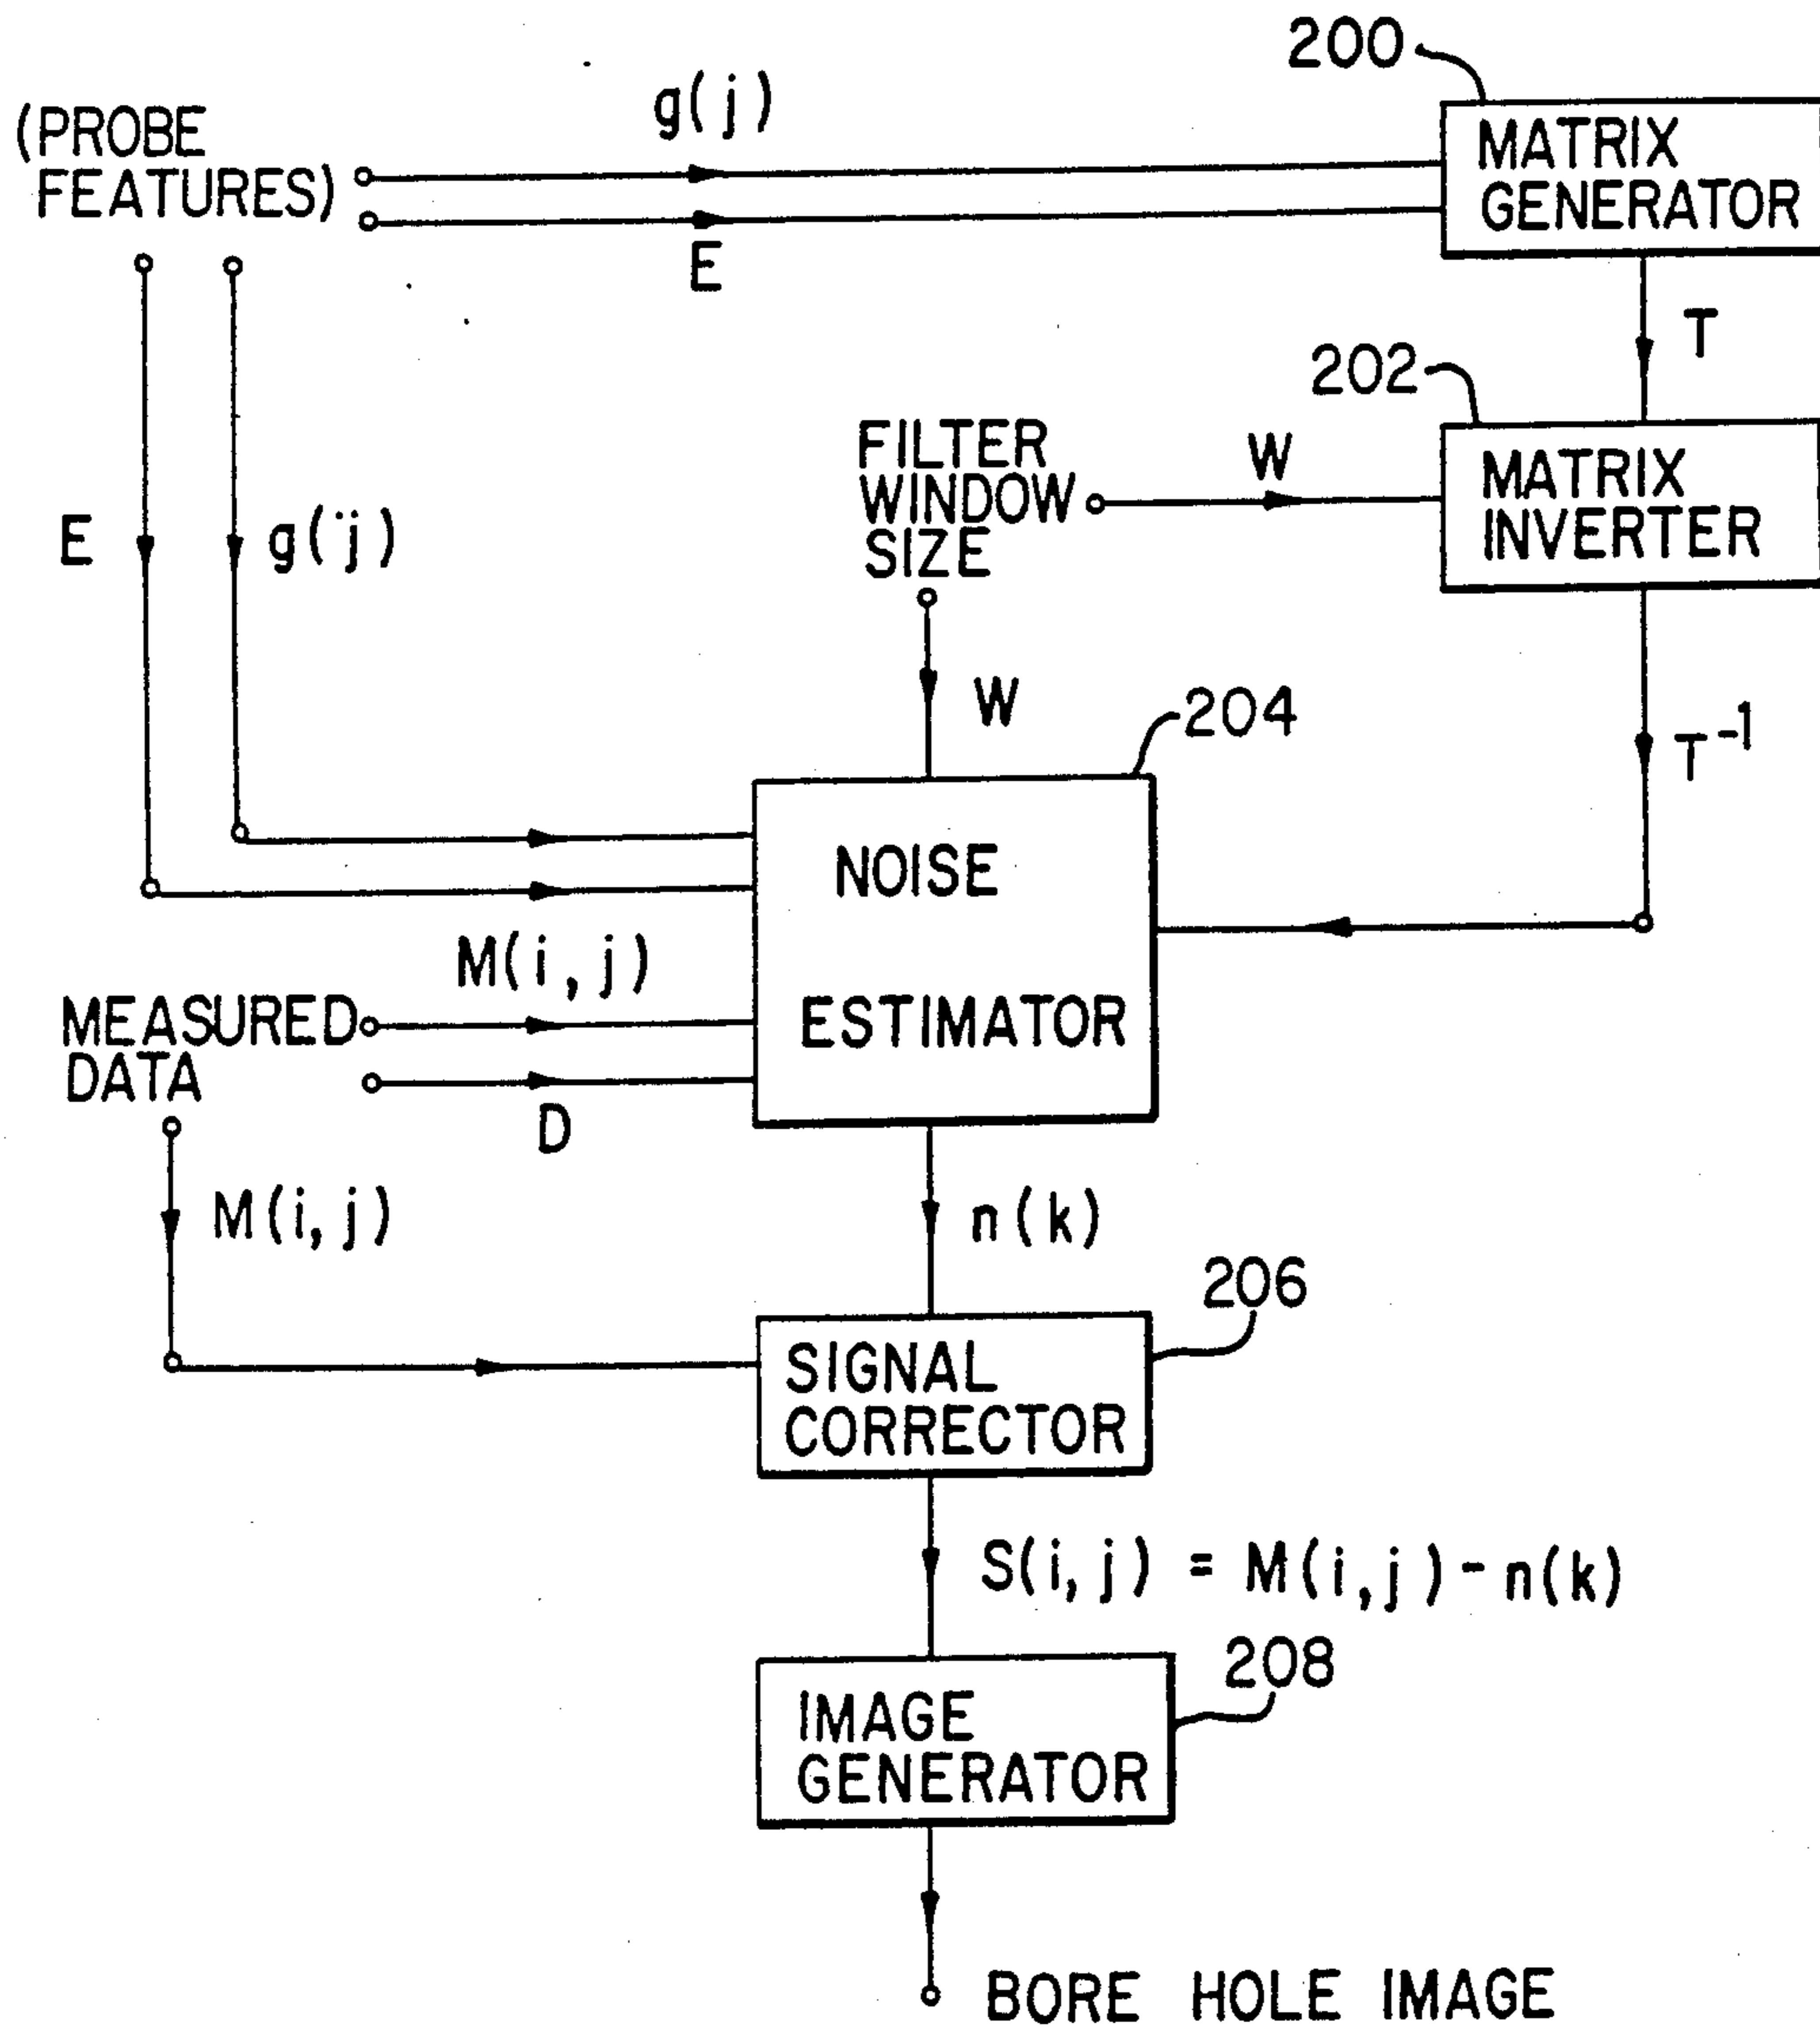 200
g(j)
(PROBE
FEATURES)
MATRIX
GENERATOR
E
T
202
FILTER
WINDOW
SIZE
W
MATRIX
INVERTER
E
g(j)
W
204
T-1
NOISE
ESTIMATOR
M(i,j)
MEASURED
DATA
D
M(i,j)
n(k)
206
SIGNAL
CORRECTOR
S(i,j) = M(i,j)-n(k)
208
IMAGE
GENERATOR
BORE HOLE IMAGE